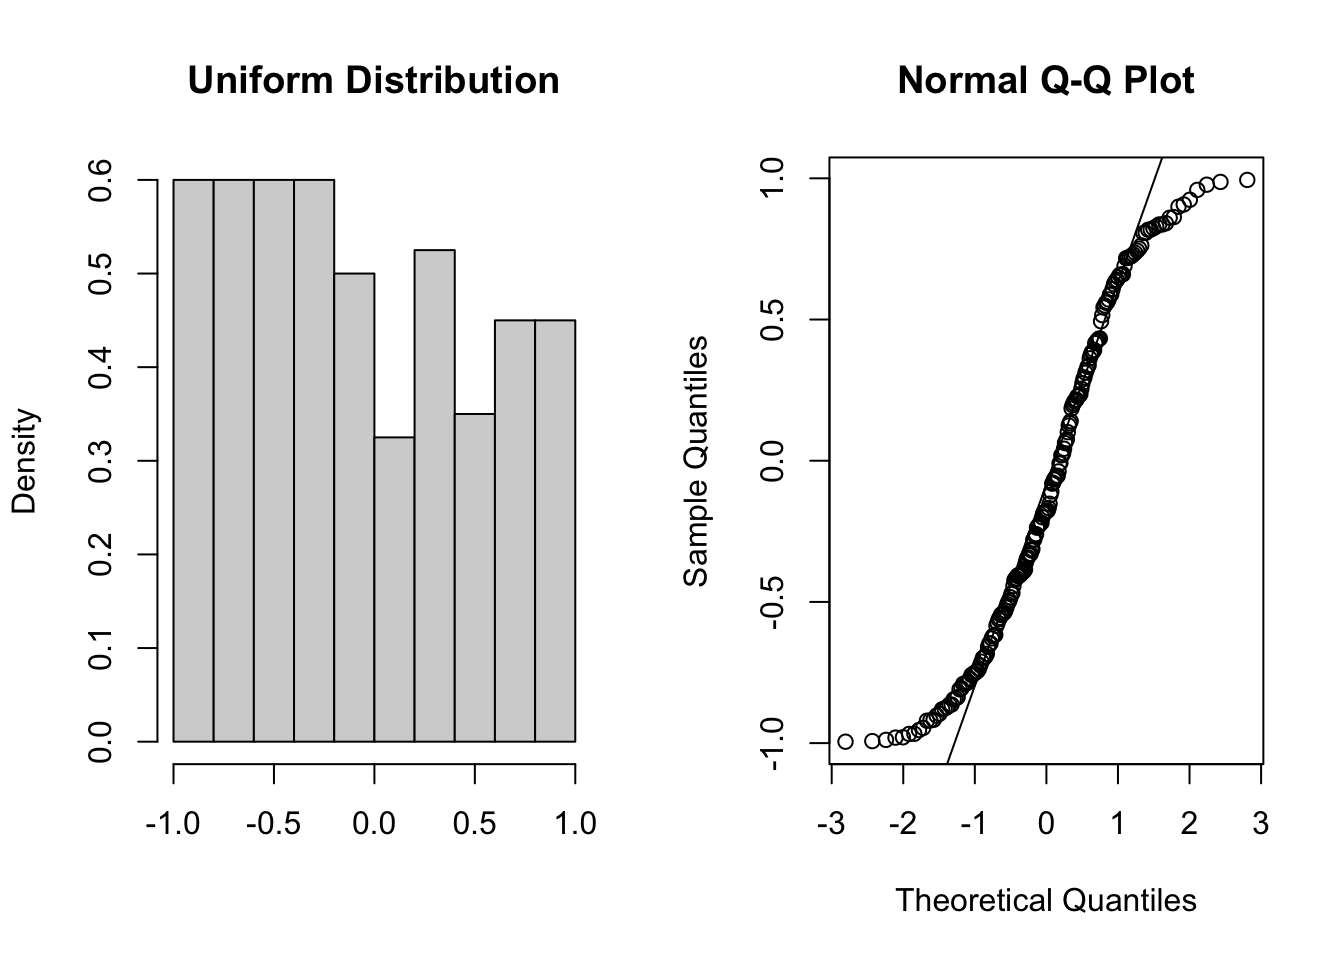 Uniform Distribution
Density
0.0 0.1 0.2 0.3 0.4 0.5 0.6
-1.0 -0.5 0.0 0.5 1.0
Normal Q-Q Plot
Sample Quantiles
-1.0 -0.5 0.0 0.5 1.0
-3 -2 -1 0 1 2 3
Theoretical Quantiles